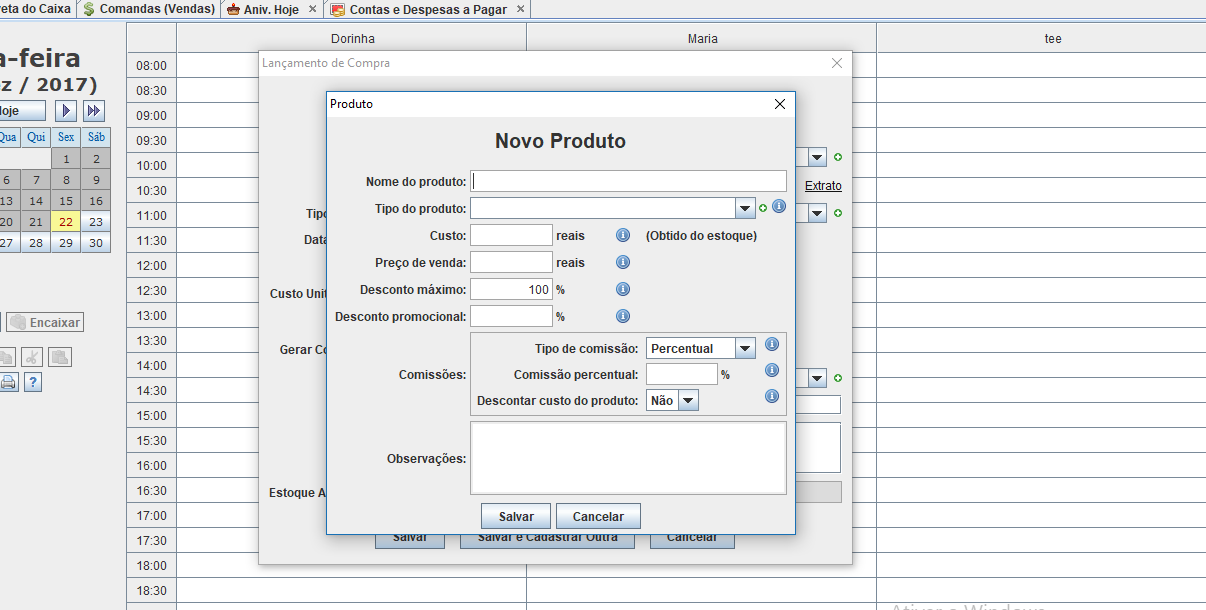 eta do Caixa Comandas (Vendas) Aniv. Hoje Contas e Despesas a Pagar
Dorinha Maria tee
a-feira
ez / 2017)
Hoje
Qua Qui Sex Sáb
1 2
6 7 8 9
13 14 15 16
20 21 22 23
27 28 29 30
Encaixar
08:00
08:30
09:00
09:30
10:00
10:30
11:00
11:30
12:00
12:30
13:00
13:30
14:00
14:30
15:00
15:30
16:00
16:30
17:00
17:30
18:00
18:30
Lançamento de Compra
Extrato
Tipo
Data
Custo Unit
Gerar Co
Estoque A
Salvar Salvar e Cadastrar Outra Cancelar
Produto
Novo Produto
Nome do produto:
Tipo do produto:
Custo: reais (Obtido do estoque)
Preço de venda: reais
Desconto máximo: 100 %
Desconto promocional: %
Comissões:
Tipo de comissão: Percentual
Comissão percentual: %
Descontar custo do produto: Não
Observações:
Salvar Cancelar
Ativar o Windows